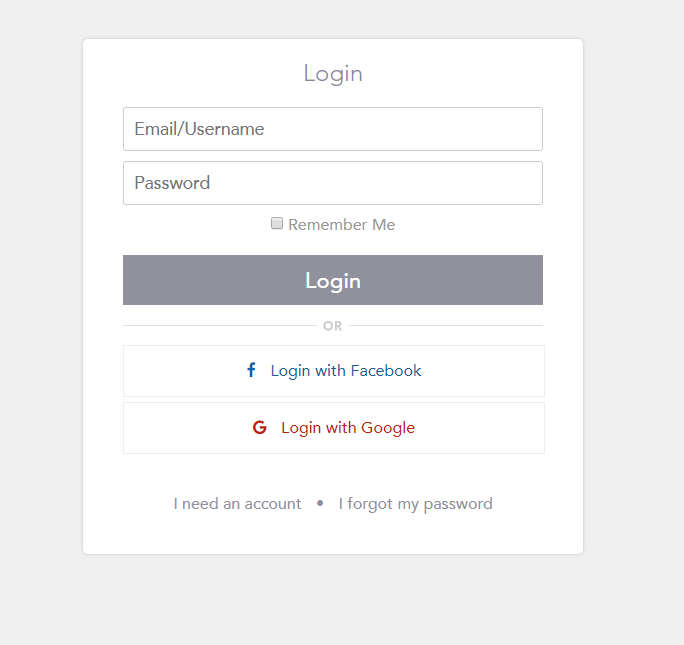 Login
Email/Username
Password
Remember Me
Login
OR
Login with Facebook
Login with Google
I need an account • I forgot my password